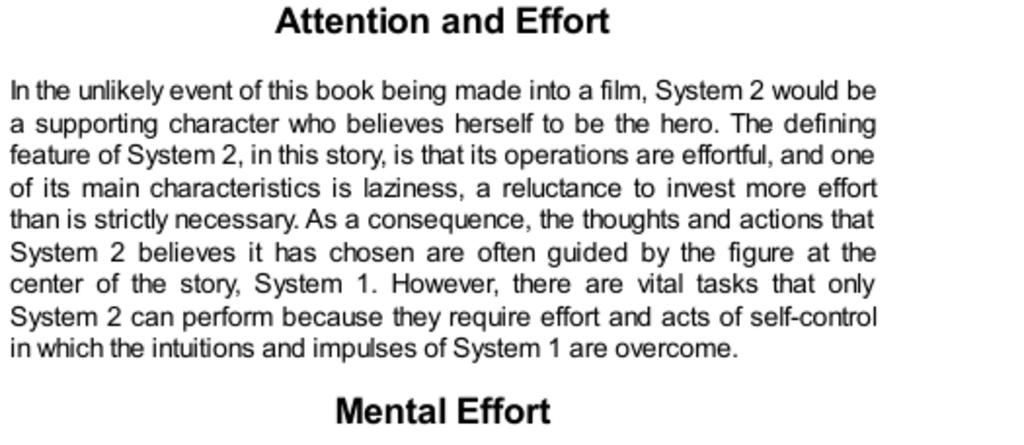 Attention and Effort
In the unlikely event of this book being made into a film, System 2 would be
a supporting character who believes herself to be the hero. The defining
feature of System 2, in this story, is that its operations are effortful, and one
of its main characteristics is laziness, a reluctance to invest more effort
than is strictly necessary. As a consequence, the thoughts and actions that
System 2 believes it has chosen are often guided by the figure at the
center of the story, System 1. However, there are vital tasks that only
System 2 can perform because they require effort and acts of self-control
in which the intuitions and impulses of System 1 are overcome.
Mental Effort